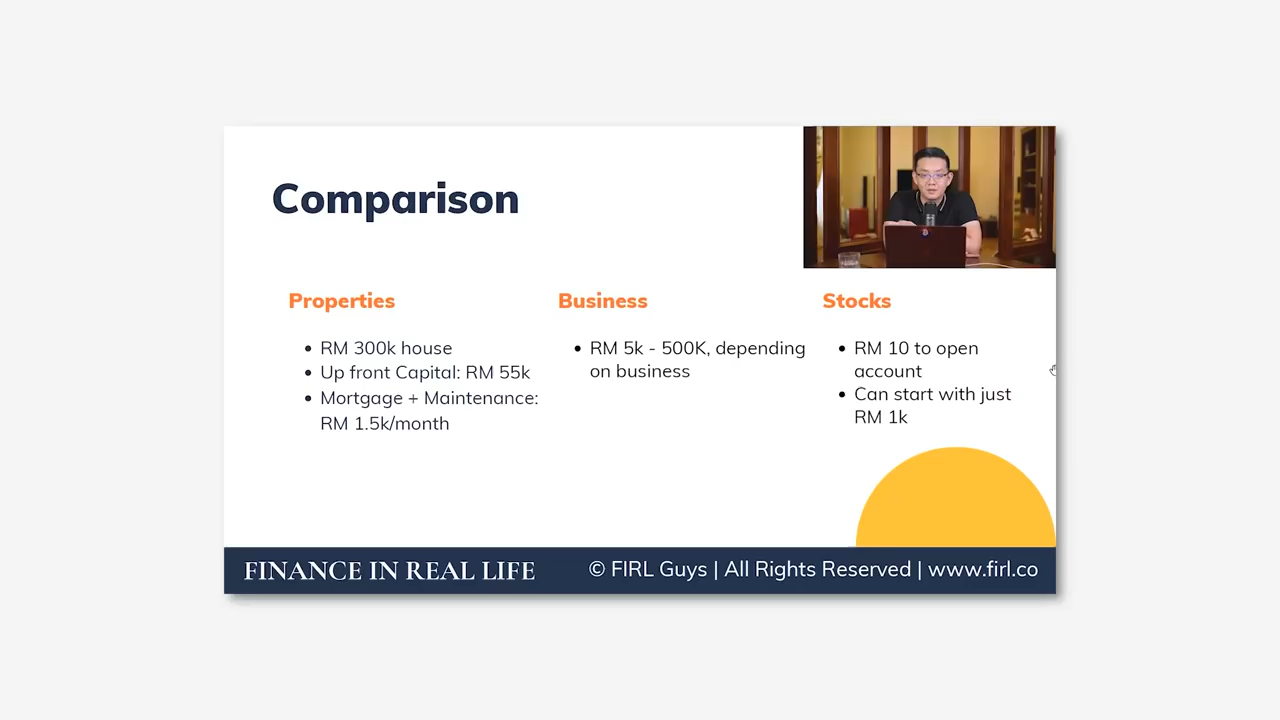 Comparison
Properties
RM 300k house
Up front Capital: RM 55k
Mortgage + Maintenance:
RM 1.5k/month
Business
RM 5k - 500K, depending
on business
Stocks
RM 10 to open
account
Can start with just
RM 1k
FINANCE IN REAL LIFE
© FIRL Guys | All Rights Reserved | www.firl.co